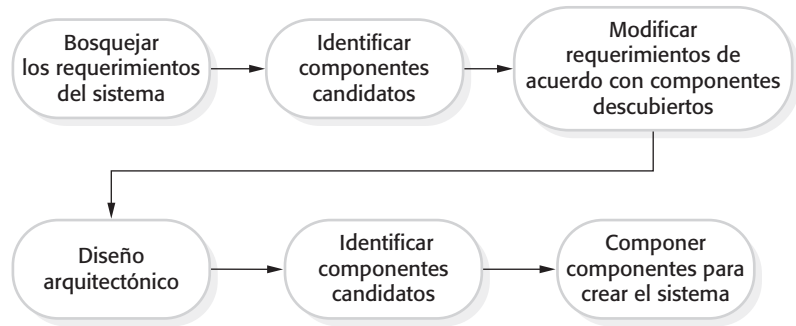 Bosquejar
los requerimientos
del sistema
Identificar
componentes
candidatos
Modificar
requerimientos de
acuerdo con componentes
descubiertos
Diseño
arquitectónico
Identificar
componentes
candidatos
Componer
componentes para
crear el sistema